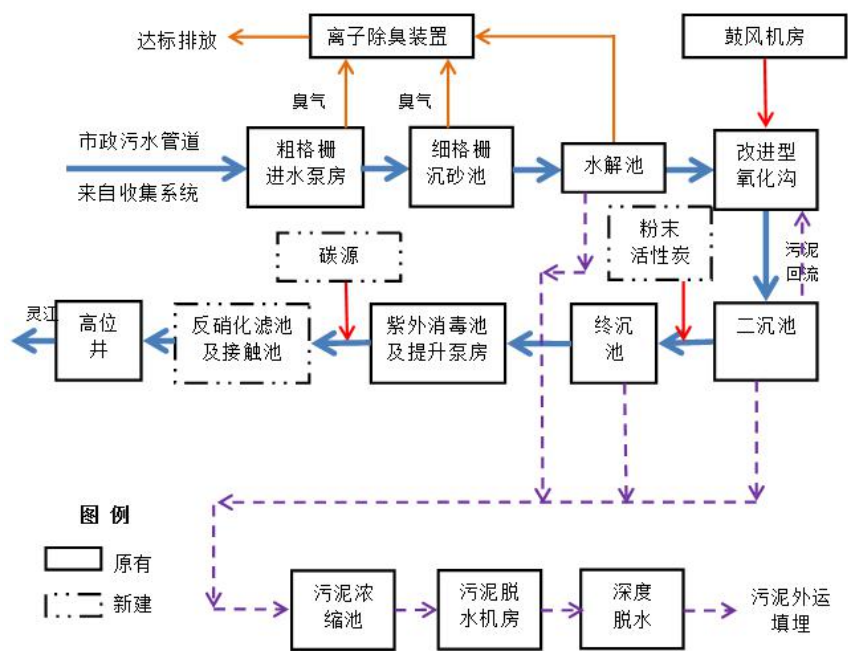 达标排放
离子除臭装置
鼓风机房
臭气
臭气
市政污水管道
来自收集系统
粗格栅
进水泵房
细格栅
沉砂池
水解池
改进型
氧化沟
碳源
粉末
活性炭
污泥
回流
灵江
高位
井
反硝化滤池
及接触池
紫外消毒池
及提升泵房
终沉
池
二沉池
图 例
原有
新建
污泥浓
缩池
污泥脱
水机房
深度
脱水
污泥外运
填埋